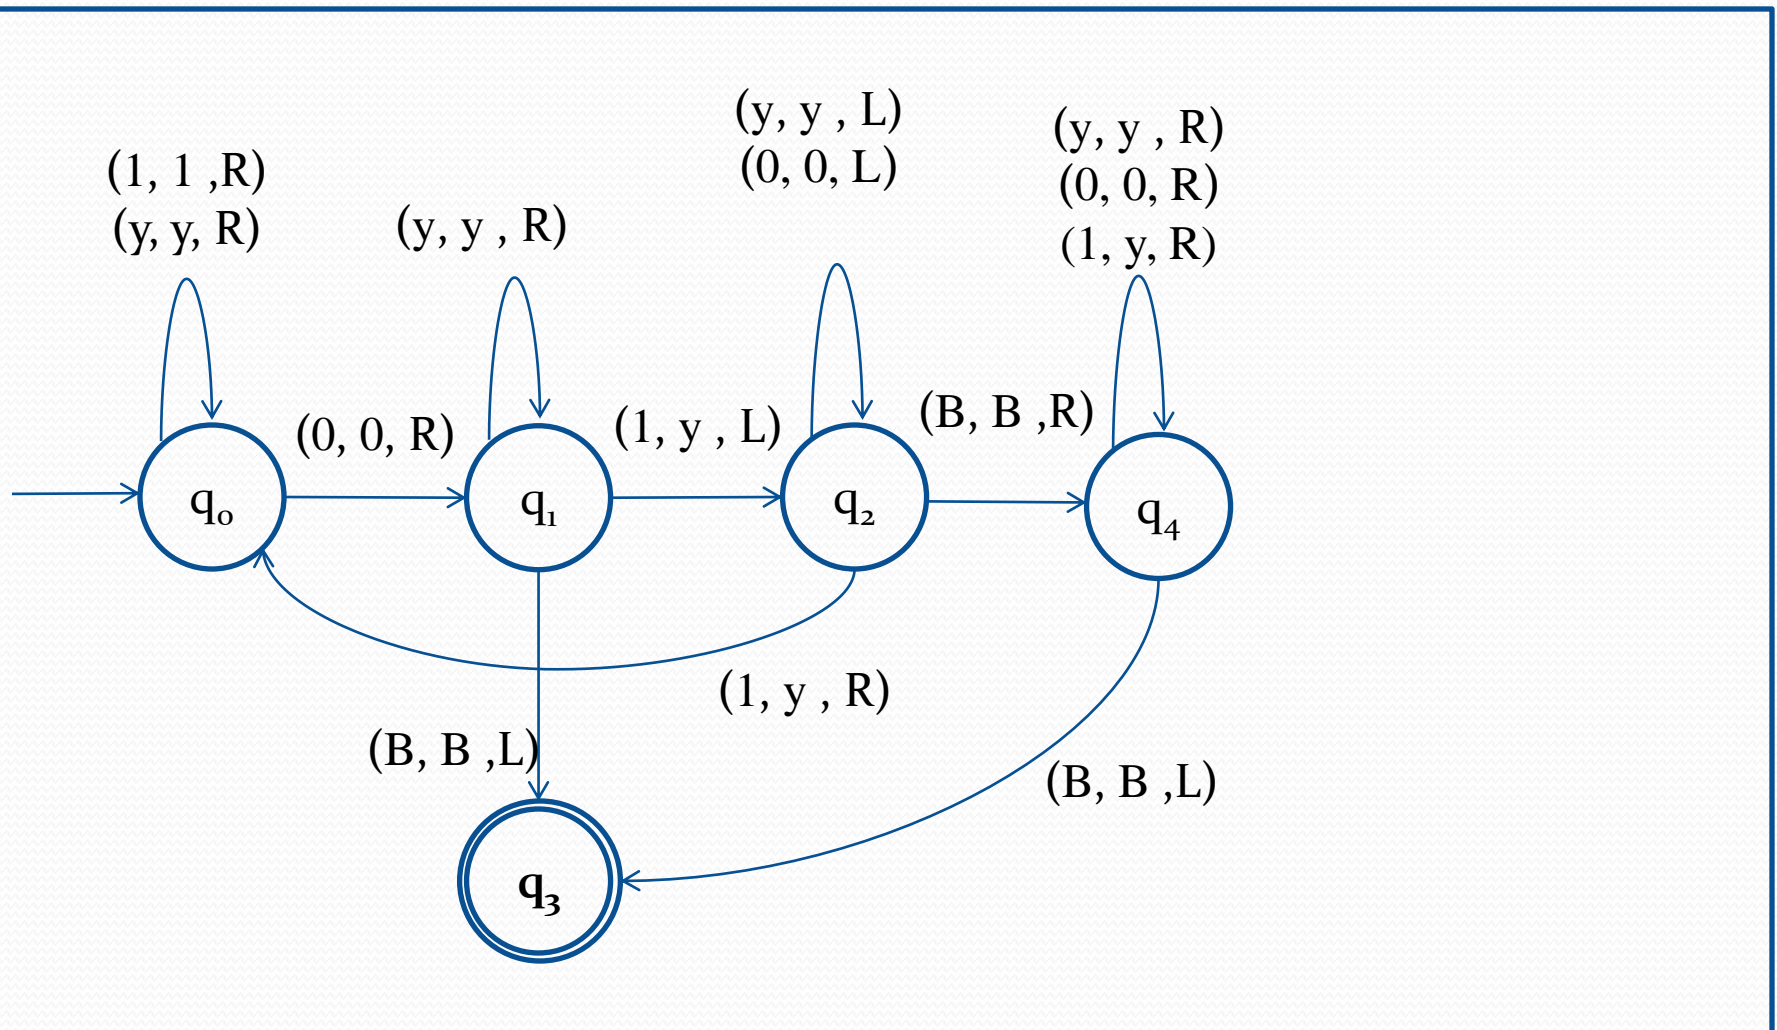 (y, y , L)
(0, 0, L)
(y, y , R)
(0, 0, R)
(1, y, R)
(1, 1 ,R)
(y, y, R)
(y, y , R)
(0, 0, R)
(1, y , L)
(B, B ,R)
q₀
q₁
q₂
q₄
(1, y , R)
(B, B ,L)
(B, B ,L)
q₃